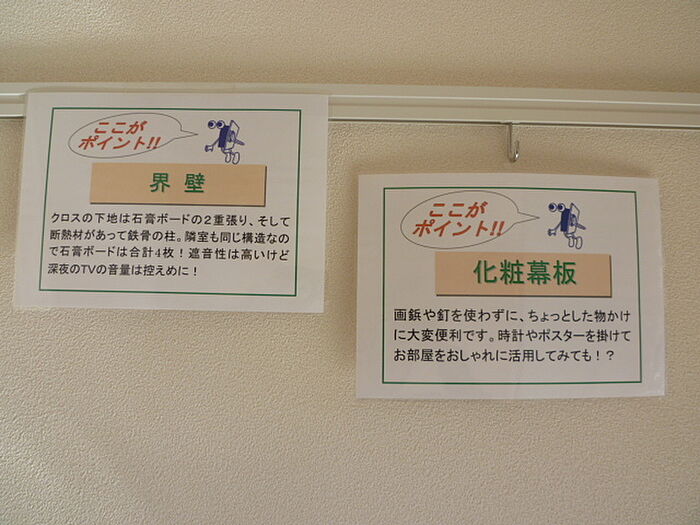 ここが
ポイント!!
界 壁
クロスの下地は石膏ボードの２重張り、そして
断熱材があって鉄骨の柱。隣室も同じ構造なの
で石膏ボードは合計4枚！遮音性は高いけど
深夜のTVの音量は控えめに！
ここが
ポイント!!
化粧幕板
画鋲や釘を使わずに、ちょっとした物かけ
に大変便利です。時計やポスターを掛けて
お部屋をおしゃれに活用してみても！？